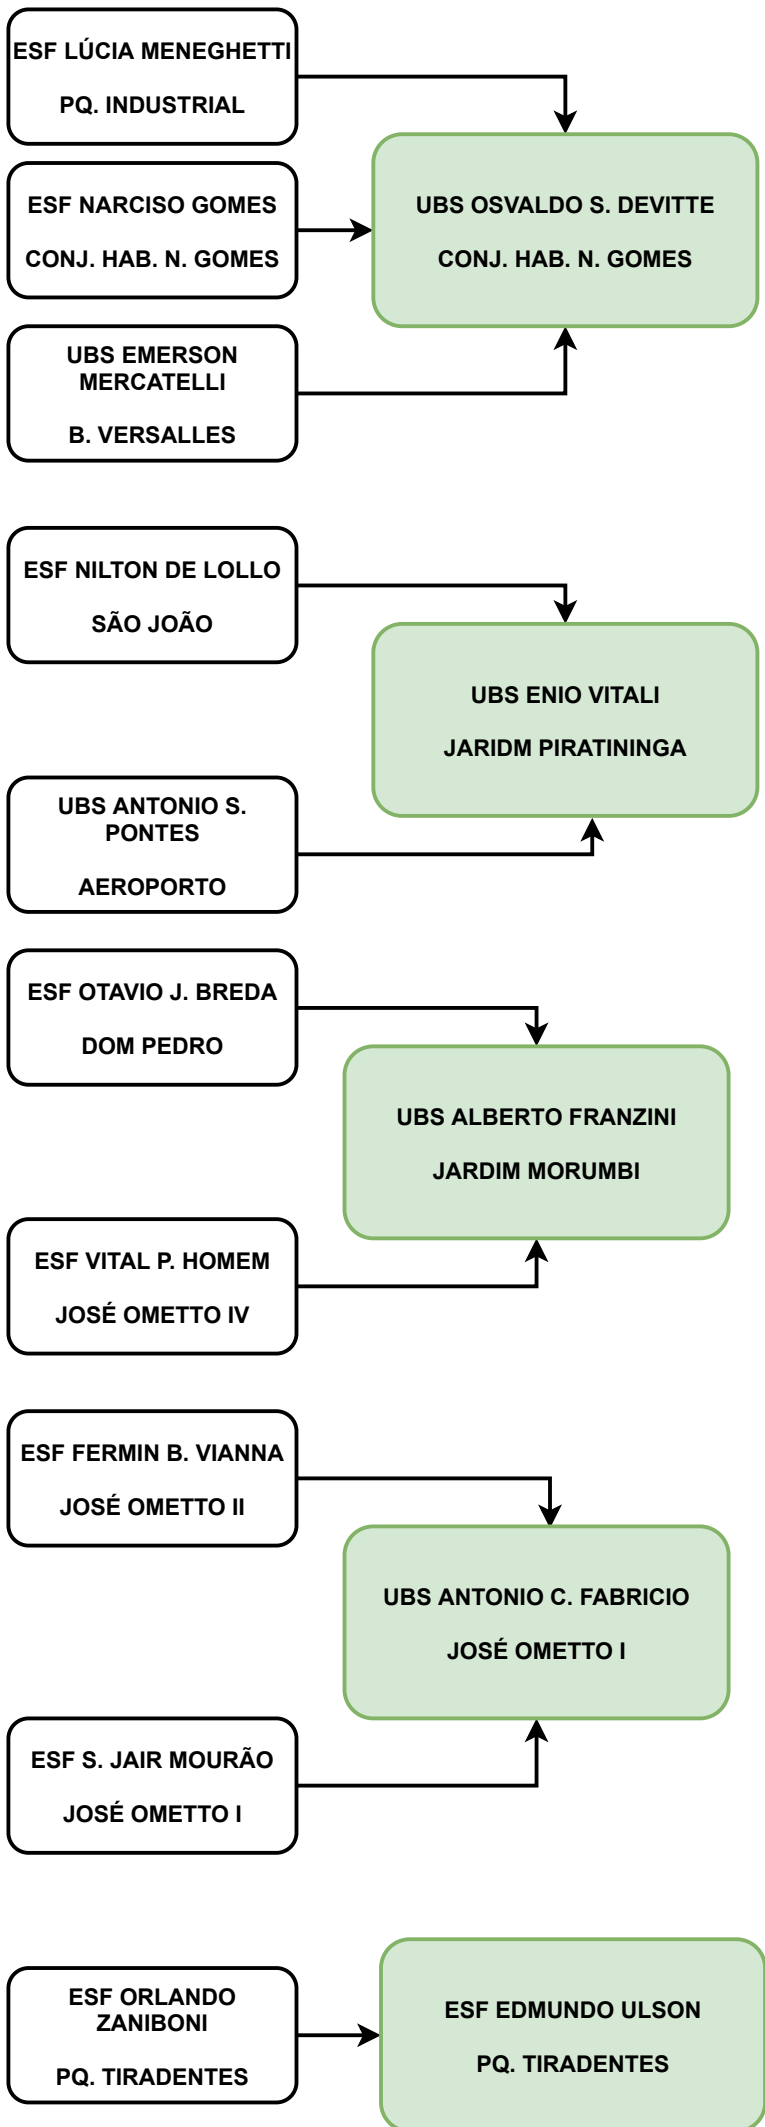 ESF LÚCIA MENEGHETTI
PQ. INDUSTRIAL
ESF NARCISO GOMES
CONJ. HAB. N. GOMES
UBS OSVALDO S. DEVITTE
CONJ. HAB. N. GOMES
UBS EMERSON
MERCATELLI
B. VERSALLES
ESF NILTON DE LOLLO
SÃO JOÃO
UBS ENIO VITALI
JARIDM PIRATININGA
UBS ANTONIO S.
PONTES
AEROPORTO
ESF OTAVIO J. BREDA
DOM PEDRO
UBS ALBERTO FRANZINI
JARDIM MORUMBI
ESF VITAL P. HOMEM
JOSÉ OMETTO IV
ESF FERMIN B. VIANNA
JOSÉ OMETTO II
UBS ANTONIO C. FABRICIO
JOSÉ OMETTO I
ESF S. JAIR MOURÃO
JOSÉ OMETTO I
ESF ORLANDO
ZANIBONI
PQ. TIRADENTES
ESF EDMUNDO ULSON
PQ. TIRADENTES